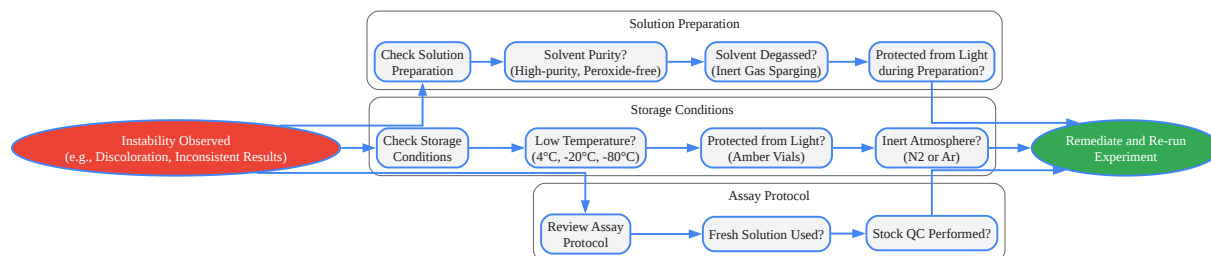 Solution Preparation
Check Solution
Preparation
Solvent Purity?
(High-purity, Peroxide-free)
Solvent Degassed?
(Inert Gas Sparging)
Protected from Light
during Preparation?
Storage Conditions
Instability Observed
(e.g., Discoloration, Inconsistent Results)
Check Storage
Conditions
Low Temperature?
(4°C, -20°C, -80°C)
Protected from Light?
(Amber Vials)
Inert Atmosphere?
(N2 or Ar)
Remediate and Re-run
Experiment
Assay Protocol
Review Assay
Protocol
Fresh Solution Used?
Stock QC Performed?